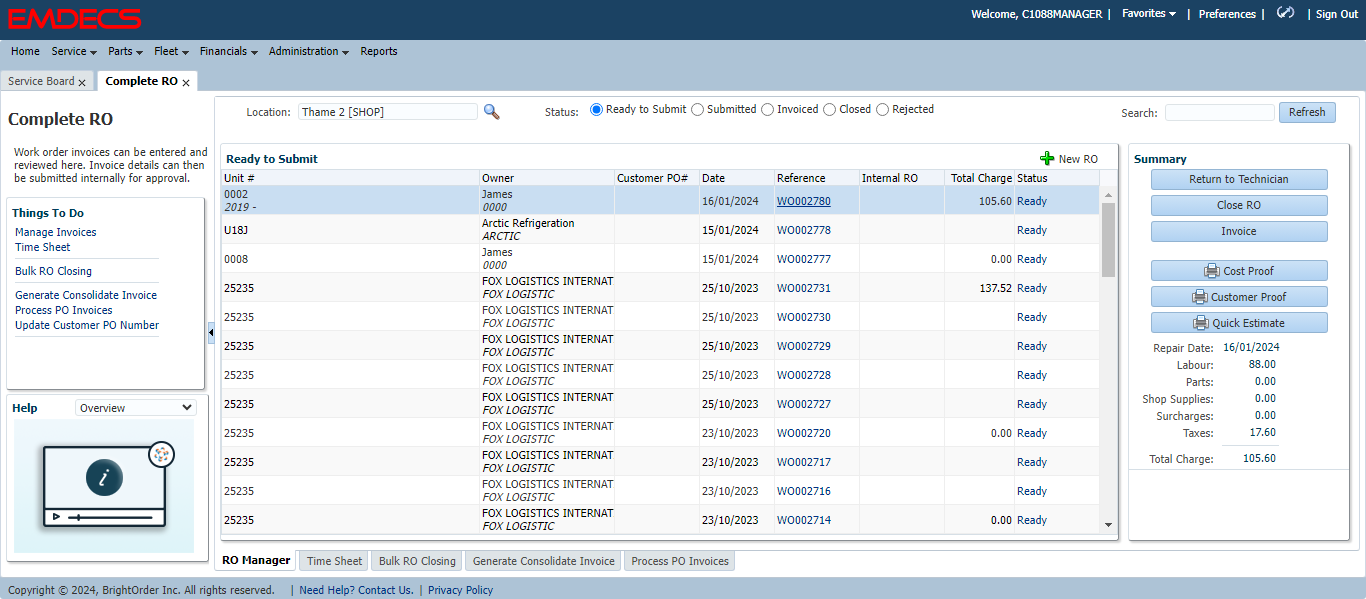 EMDECS
Welcome, C1088MANAGER | Favorites | Preferences | | Sign Out
Home Service Parts Fleet Financials Administration Reports
Service Board x Complete RO x
Complete RO
Work order invoices can be entered and
reviewed here. Invoice details can then
be submitted internally for approval.
Things To Do
Manage Invoices
Time Sheet
Bulk RO Closing
Generate Consolidate Invoice
Process PO Invoices
Update Customer PO Number
Help Overview
i
Location: Thame 2 [SHOP] Status: Ready to Submit Submitted Invoiced Closed Rejected Search: Refresh
Ready to Submit New RO
Unit # Owner Customer PO# Date Reference Internal RO Total Charge Status
0002 James 16/01/2024 WO002780 105.60 Ready
2019 - 0000
U18J Arctic Refrigeration 15/01/2024 WO002778 Ready
ARCTIC
0008 James 15/01/2024 WO002777 0.00 Ready
0000
25235 FOX LOGISTICS INTERNAT 25/10/2023 WO002731 137.52 Ready
FOX LOGISTIC
25235 FOX LOGISTICS INTERNAT 25/10/2023 WO002730 Ready
FOX LOGISTIC
25235 FOX LOGISTICS INTERNAT 25/10/2023 WO002729 Ready
FOX LOGISTIC
25235 FOX LOGISTICS INTERNAT 25/10/2023 WO002728 Ready
FOX LOGISTIC
25235 FOX LOGISTICS INTERNAT 25/10/2023 WO002727 Ready
FOX LOGISTIC
25235 FOX LOGISTICS INTERNAT 23/10/2023 WO002720 0.00 Ready
FOX LOGISTIC
25235 FOX LOGISTICS INTERNAT 23/10/2023 WO002717 Ready
FOX LOGISTIC
25235 FOX LOGISTICS INTERNAT 23/10/2023 WO002716 Ready
FOX LOGISTIC
25235 FOX LOGISTICS INTERNAT 23/10/2023 WO002714 0.00 Ready
FOX LOGISTIC
Summary
Return to Technician
Close RO
Invoice
Cost Proof
Customer Proof
Quick Estimate
Repair Date: 16/01/2024
Labour: 88.00
Parts: 0.00
Shop Supplies: 0.00
Surcharges: 0.00
Taxes: 17.60
Total Charge: 105.60
RO Manager Time Sheet Bulk RO Closing Generate Consolidate Invoice Process PO Invoices
Copyright © 2024, BrightOrder Inc. All rights reserved. | Need Help? Contact Us. | Privacy Policy